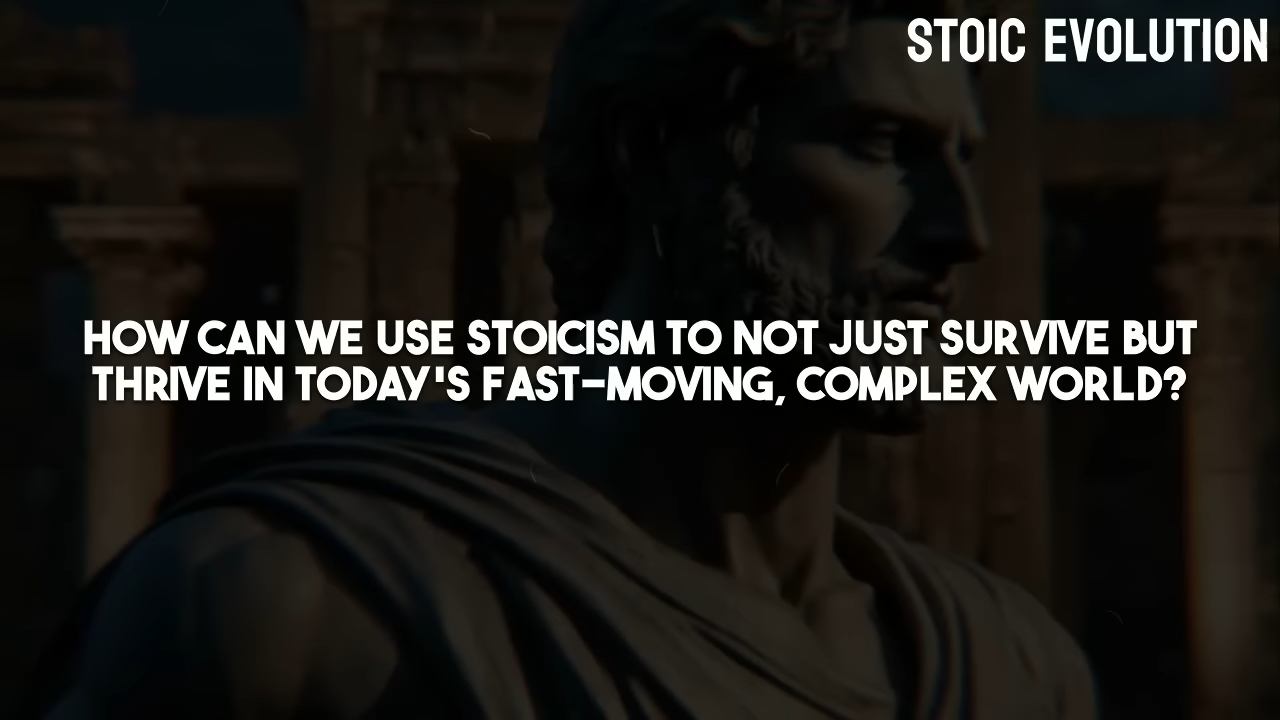 STOIC EVOLUTION
HOW CAN WE USE STOICISM TO NOT JUST SURVIVE BUT
THRIVE IN TODAY'S FAST-MOVING, COMPLEX WORLD?